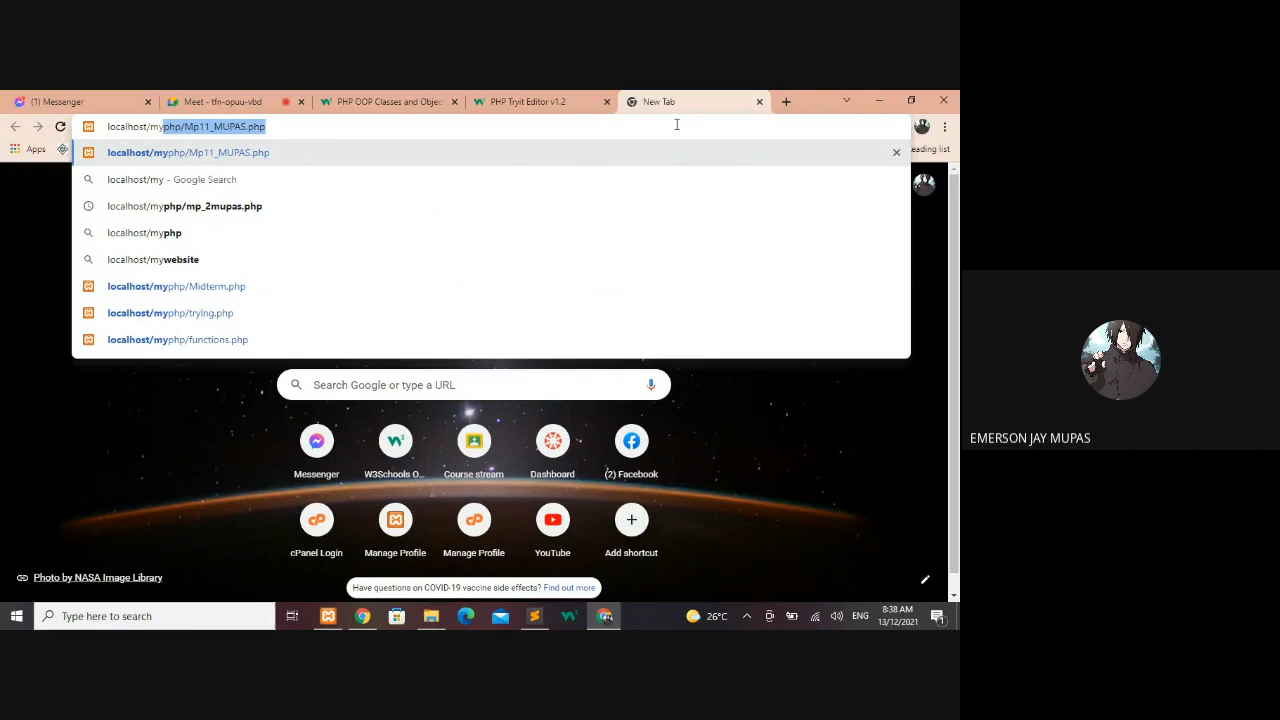 (1) Messenger
Meet - tfn-opuu-vbd
PHP OOP Classes and Objec
PHP Tryit Editor v1.2
New Tab
localhost/myphp/Mp11_MUPAS.php
Apps
eading list
localhost/myphp/Mp11_MUPAS.php
localhost/my - Google Search
localhost/myphp/mp_2mupas.php
localhost/myphp
localhost/mywebsite
localhost/myphp/Midterm.php
localhost/myphp/tryIng.php
localhost/myphp/functions.php
Search Google or type a URL
Messenger
W3Schools O...
Course stream
Dashboard
(2) Facebook
cPanel Login
Manage Profile
Manage Profile
YouTube
Add shortcut
Photo by NASA Image Library
Have questions on COVID-19 vaccine side effects? Find out more
EMERSON JAY MUPAS
Type here to search
26°C
ENG
8:38 AM
13/12/2021